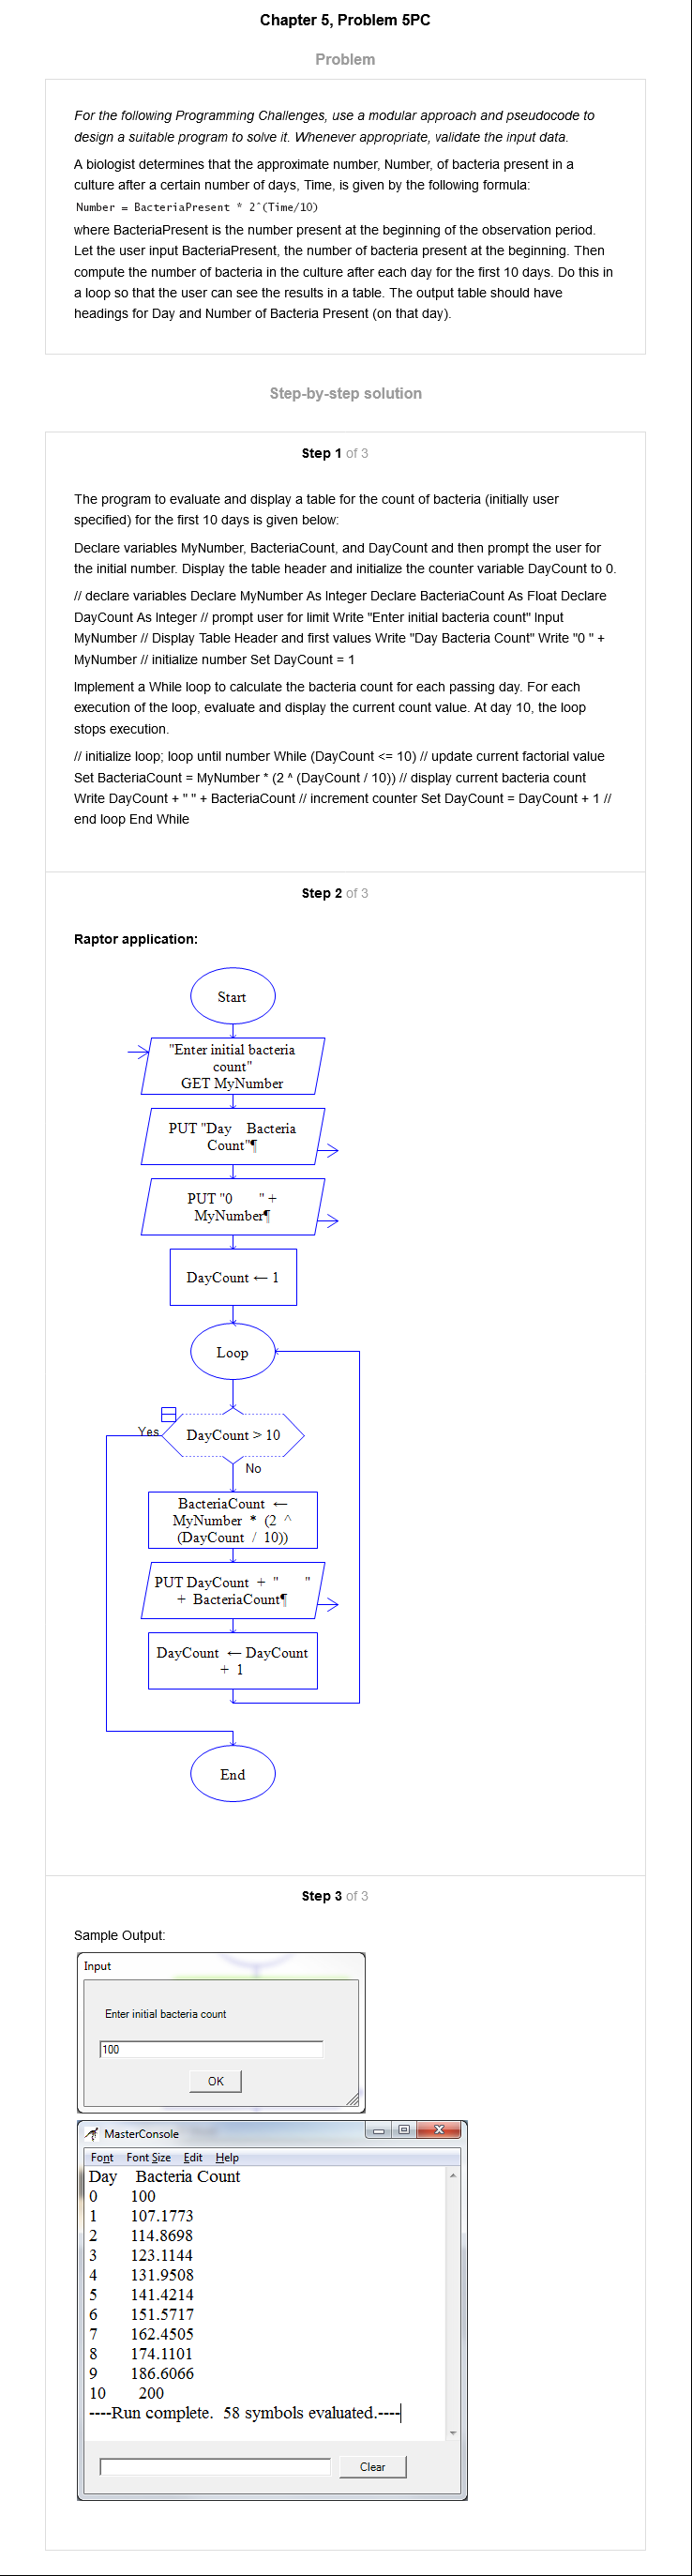 Chapter 5, Problem 5PC
Problem
For the following Programming Challenges, use a modular approach and pseudocode to
design a suitable program to solve it. Whenever appropriate, validate the input data.
A biologist determines that the approximate number, Number, of bacteria present in a
culture after a certain number of days, Time, is given by the following formula:
Number = BacteriaPresent * 2^(Time/10)
where BacteriaPresent is the number present at the beginning of the observation period.
Let the user input BacteriaPresent, the number of bacteria present at the beginning. Then
compute the number of bacteria in the culture after each day for the first 10 days. Do this in
a loop so that the user can see the results in a table. The output table should have
headings for Day and Number of Bacteria Present (on that day).
Step-by-step solution
Step 1 of 3
The program to evaluate and display a table for the count of bacteria (initially user
specified) for the first 10 days is given below:
Declare variables MyNumber, BacteriaCount, and DayCount and then prompt the user for
the initial number. Display the table header and initialize the counter variable DayCount to 0.
// declare variables Declare MyNumber As Integer Declare BacteriaCount As Float Declare
DayCount As Integer // prompt user for limit Write "Enter initial bacteria count" Input
MyNumber // Display Table Header and first values Write "Day Bacteria Count" Write "0 " +
MyNumber // initialize number Set DayCount = 1
Implement a While loop to calculate the bacteria count for each passing day. For each
execution of the loop, evaluate and display the current count value. At day 10, the loop
stops execution.
// initialize loop; loop until number While (DayCount <= 10) // update current factorial value
Set BacteriaCount = MyNumber * (2 ^ (DayCount / 10)) // display current bacteria count
Write DayCount + " " + BacteriaCount // increment counter Set DayCount = DayCount + 1 //
end loop End While
Step 2 of 3
Raptor application:
Start
"Enter initial bacteria
count"
GET MyNumber
PUT "Day Bacteria
Count"¶
PUT "0 " +
MyNumber¶
DayCount ← 1
Loop
Yes
DayCount > 10
No
BacteriaCount ←
MyNumber * (2 ^
(DayCount / 10))
PUT DayCount + " "
+ BacteriaCount¶
DayCount ← DayCount
+ 1
End
Step 3 of 3
Sample Output:
Input
Enter initial bacteria count
100
OK
MasterConsole
Font Font Size Edit Help
Day Bacteria Count
0 100
1 107.1773
2 114.8698
3 123.1144
4 131.9508
5 141.4214
6 151.5717
7 162.4505
8 174.1101
9 186.6066
10 200
----Run complete. 58 symbols evaluated.----
Clear